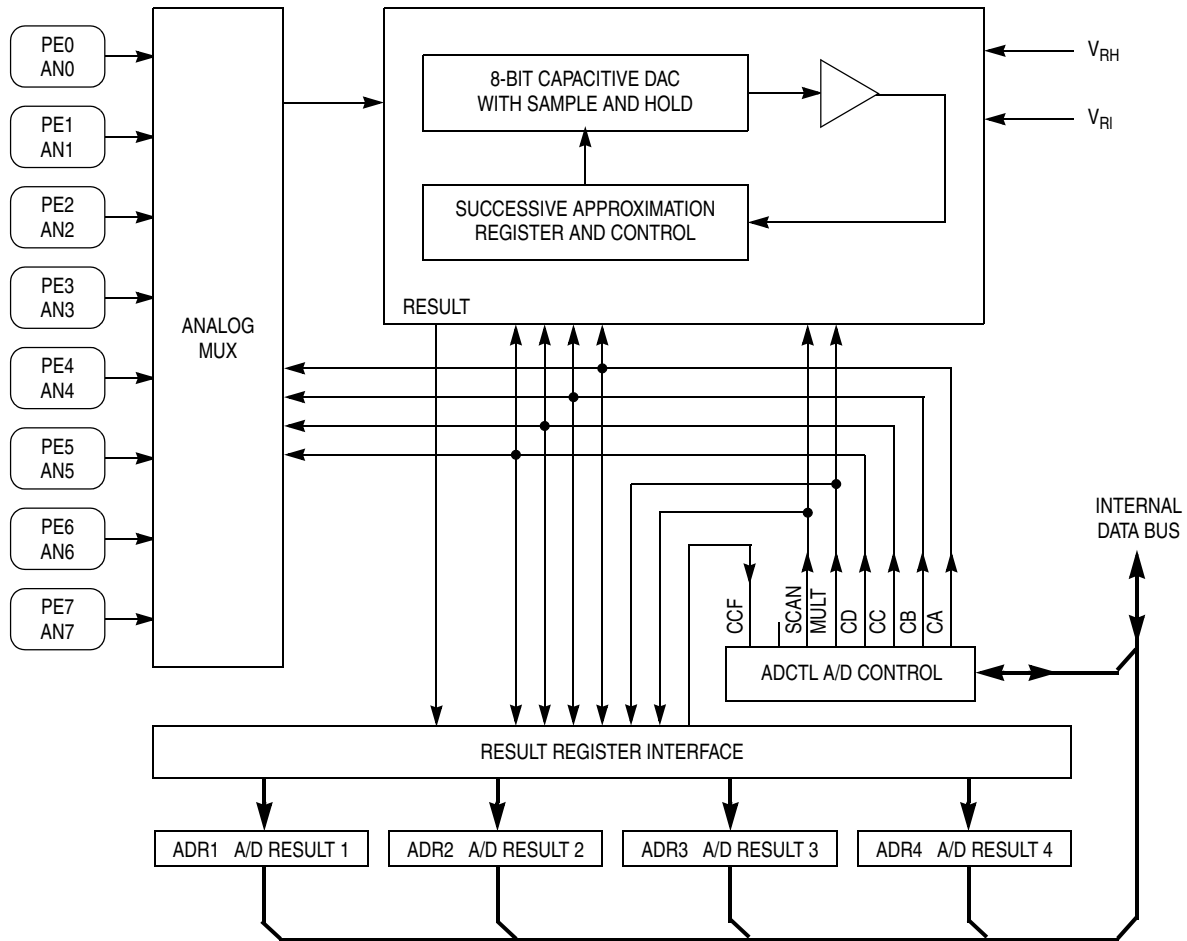 PE0
AN0
PE1
AN1
PE2
AN2
PE3
AN3
PE4
AN4
PE5
AN5
PE6
AN6
PE7
AN7
ANALOG
MUX
8-BIT CAPACITIVE DAC
WITH SAMPLE AND HOLD
SUCCESSIVE APPROXIMATION
REGISTER AND CONTROL
RESULT
VRH
VRl
INTERNAL
DATA BUS
CCF
SCAN
MULT
CD
CC
CB
CA
ADCTL A/D CONTROL
RESULT REGISTER INTERFACE
ADR1 A/D RESULT 1
ADR2 A/D RESULT 2
ADR3 A/D RESULT 3
ADR4 A/D RESULT 4